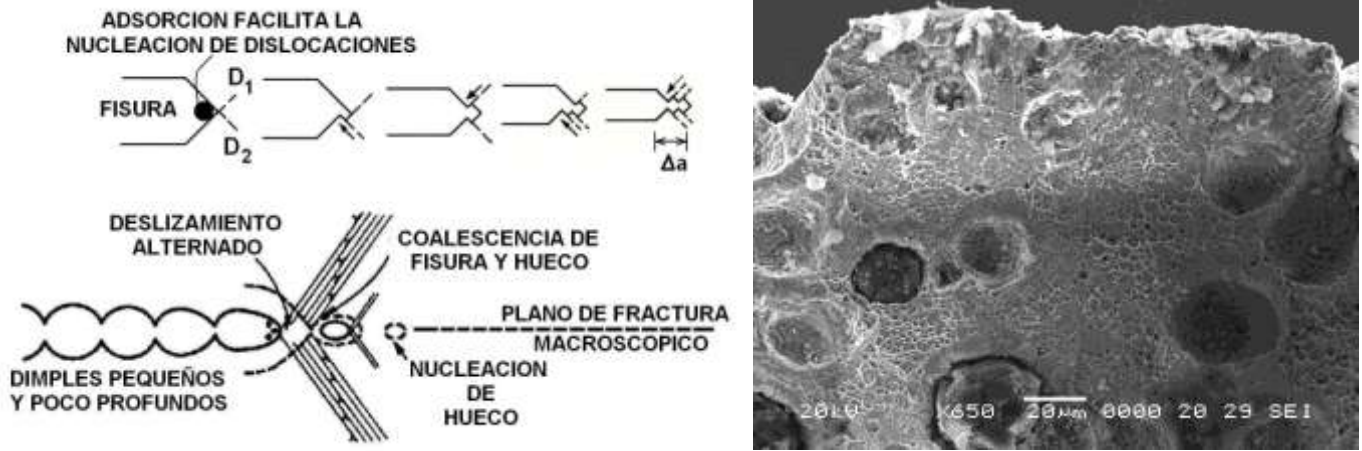 ADSORCION FACILITA LA
NUCLEACION DE DISLOCACIONES
D1
FISURA
D2
Δa
DESLIZAMIENTO
ALTERNADO
COALESCENCIA DE
FISURA Y HUECO
PLANO DE FRACTURA
MACROSCOPICO
DIMPLES PEQUEÑOS
Y POCO PROFUNDOS
NUCLEACION
DE
HUECO
20kV X650 20µm 0000 20 29 SEI